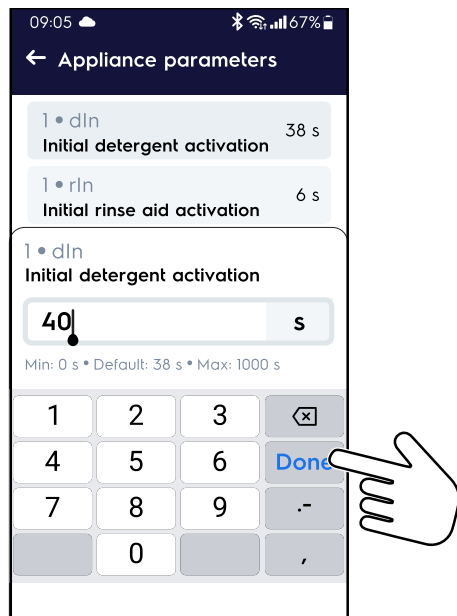 09:05 67%
← Appliance parameters
1 • dIn
38 s
Initial detergent activation
1 • rIn
6 s
Initial rinse aid activation
1 • dIn
Initial detergent activation
40 s
Min: 0 s • Default: 38 s • Max: 1000 s
1 2 3
4 5 6 Done
7 8 9 .-
0 ,